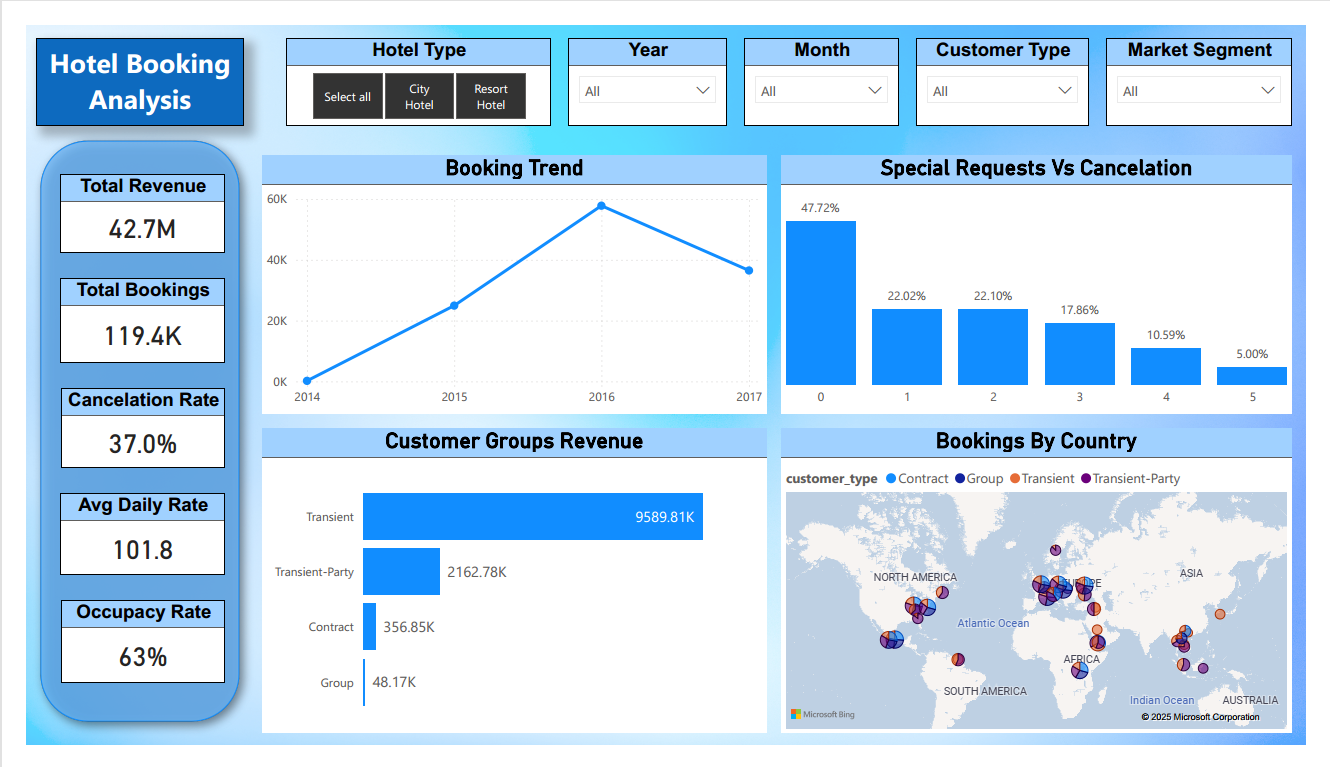 Hotel Booking
Analysis
Hotel Type
Select all
City
Hotel
Resort
Hotel
Year
All
Month
All
Customer Type
All
Market Segment
All
Total Revenue
42.7M
Total Bookings
119.4K
Cancelation Rate
37.0%
Avg Daily Rate
101.8
Occupacy Rate
63%
Booking Trend
60K
40K
20K
0K
2014 2015 2016 2017
Special Requests Vs Cancelation
47.72%
22.02%
22.10%
17.86%
10.59%
5.00%
0 1 2 3 4 5
Customer Groups Revenue
Transient 9589.81K
Transient-Party 2162.78K
Contract 356.85K
Group 48.17K
Bookings By Country
customer_type Contract Group Transient Transient-Party
NORTH AMERICA
EUROPE
ASIA
Atlantic Ocean
AFRICA
SOUTH AMERICA
Indian Ocean
AUSTRALIA
Microsoft Bing
© 2025 Microsoft Corporation